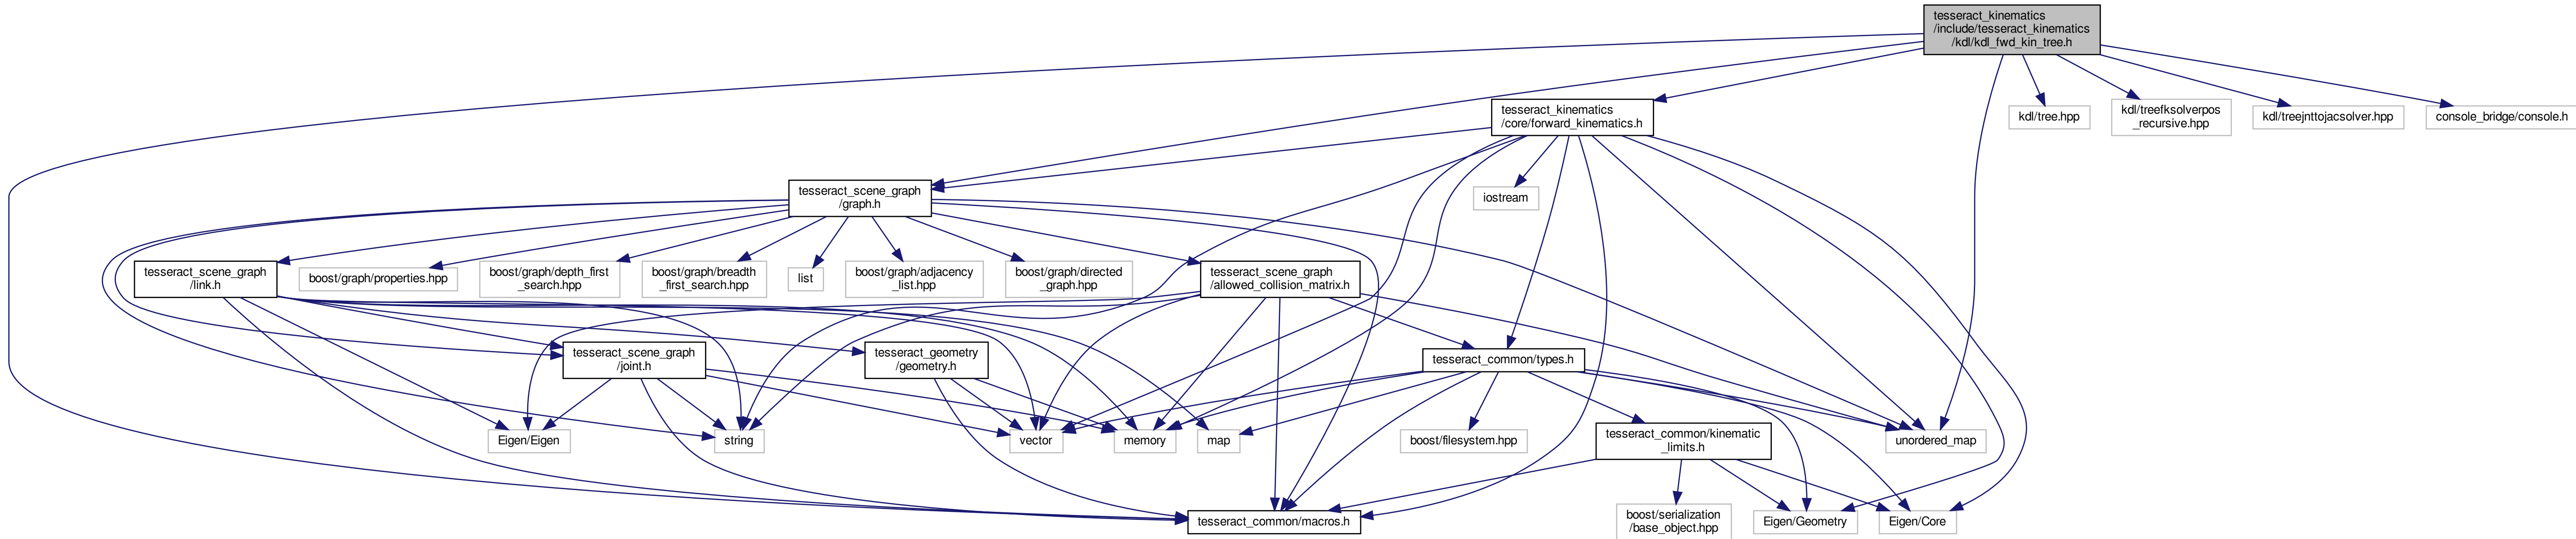 tesseract_kinematics
/include/tesseract_kinematics
/kdl/kdl_fwd_kin_tree.h
tesseract_kinematics
/core/forward_kinematics.h
kdl/tree.hpp
kdl/treefksolverpos
_recursive.hpp
kdl/treejnttojacsolver.hpp
console_bridge/console.h
tesseract_scene_graph
/graph.h
iostream
tesseract_scene_graph
/link.h
boost/graph/properties.hpp
boost/graph/depth_first
_search.hpp
boost/graph/breadth
_first_search.hpp
list
boost/graph/adjacency
_list.hpp
boost/graph/directed
_graph.hpp
tesseract_scene_graph
/allowed_collision_matrix.h
tesseract_scene_graph
/joint.h
tesseract_geometry
/geometry.h
tesseract_common/types.h
Eigen/Eigen
string
vector
memory
map
boost/filesystem.hpp
tesseract_common/kinematic
_limits.h
unordered_map
tesseract_common/macros.h
boost/serialization
/base_object.hpp
Eigen/Geometry
Eigen/Core